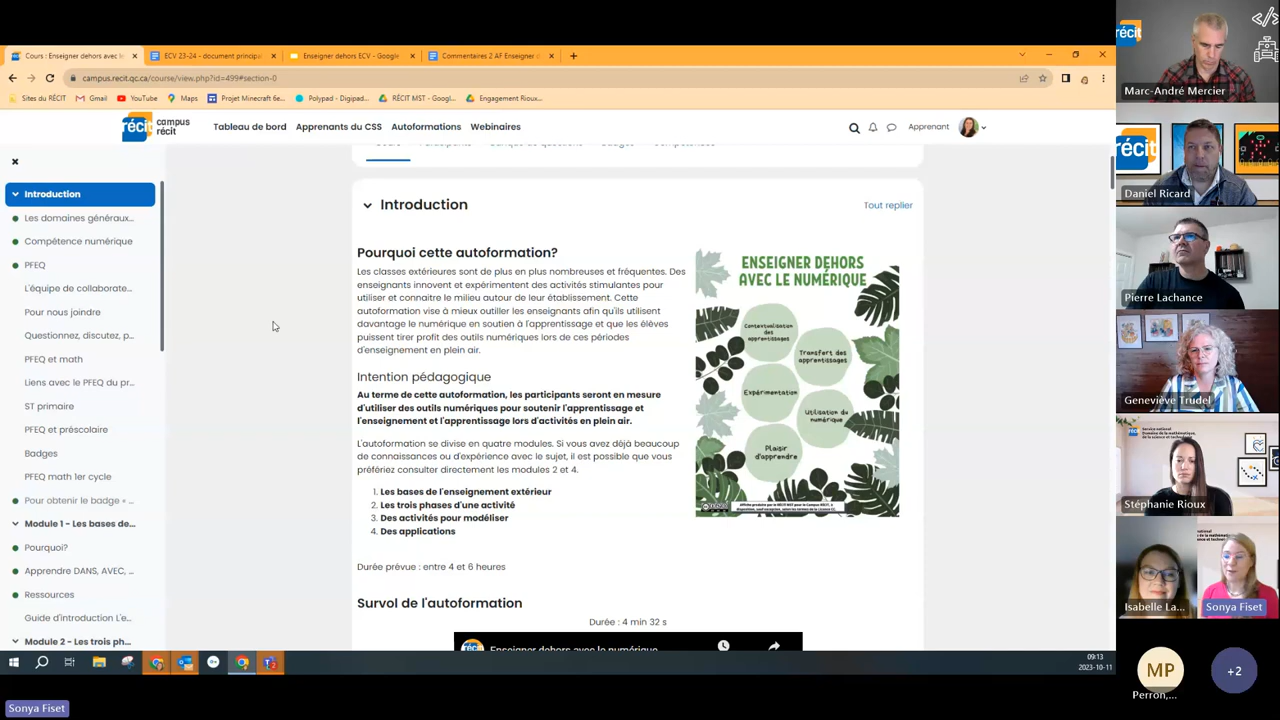 Cours : Enseigner dehors avec le
ECV 23-24 - document principa
Enseigner dehors ECV - Google
Commentaires 2 AF Enseigner d
campus.recit.qc.ca/course/view.php?id=499#section-0
Sites du RÉCIT
Gmail
YouTube
Maps
Projet Minecraft 6e...
Polypad - Digipad...
RÉCIT MST - Googl...
Engagement Rioux...
récit
campus
récit
Tableau de bord
Apprenants du CSS
Autoformations
Webinaires
Apprenant
Introduction
Les domaines généraux...
Compétence numérique
PFEQ
L'équipe de collaborate...
Pour nous joindre
Questionnez, discutez, p...
PFEQ et math
Liens avec le PFEQ du pr...
ST primaire
PFEQ et préscolaire
Badges
PFEQ math 1er cycle
Pour obtenir le badge «
Module 1 - Les bases de...
Pourquoi?
Apprendre DANS, AVEC, ...
Ressources
Guide d'introduction L'e...
Module 2 - Les trois ph...
Introduction
Tout replier
Pourquoi cette autoformation?
Les classes extérieures sont de plus en plus nombreuses et fréquentes. Des
enseignants innovent et expérimentent des activités stimulantes pour
utiliser et connaitre le milieu autour de leur établissement. Cette
autoformation vise à mieux outiller les enseignants afin qu'ils utilisent
davantage le numérique en soutien à l'apprentissage et que les élèves
puissent tirer profit des outils numériques lors de ces périodes
d'enseignement en plein air.
Intention pédagogique
Au terme de cette autoformation, les participants seront en mesure
d'utiliser des outils numériques pour soutenir l'apprentissage et
l'enseignement et l'apprentissage lors d'activités en plein air.
L'autoformation se divise en quatre modules. Si vous avez déjà beaucoup
de connaissances ou d'expérience avec le sujet, il est possible que vous
préfériez consulter directement les modules 2 et 4.
1. Les bases de l'enseignement extérieur
2. Les trois phases d'une activité
3. Des activités pour modéliser
4. Des applications
Durée prévue : entre 4 et 6 heures
Survol de l'autoformation
Durée : 4 min 32 s
Enseigner dehors avec le numérique
ENSEIGNER DEHORS
AVEC LE NUMÉRIQUE
Contextualisation
des
apprentissages
Transfert des
apprentissages
Expérimentation
Utilisation du
numérique
Plaisir
d'apprendre
09:13
2023-10-11
Sonya Fiset
récit
Marc-André Mercier
récit
Daniel Ricard
Pierre Lachance
Geneviève Trudel
Stéphanie Rioux
Isabelle La...
Sonya Fiset
MP
Perron,...
+2